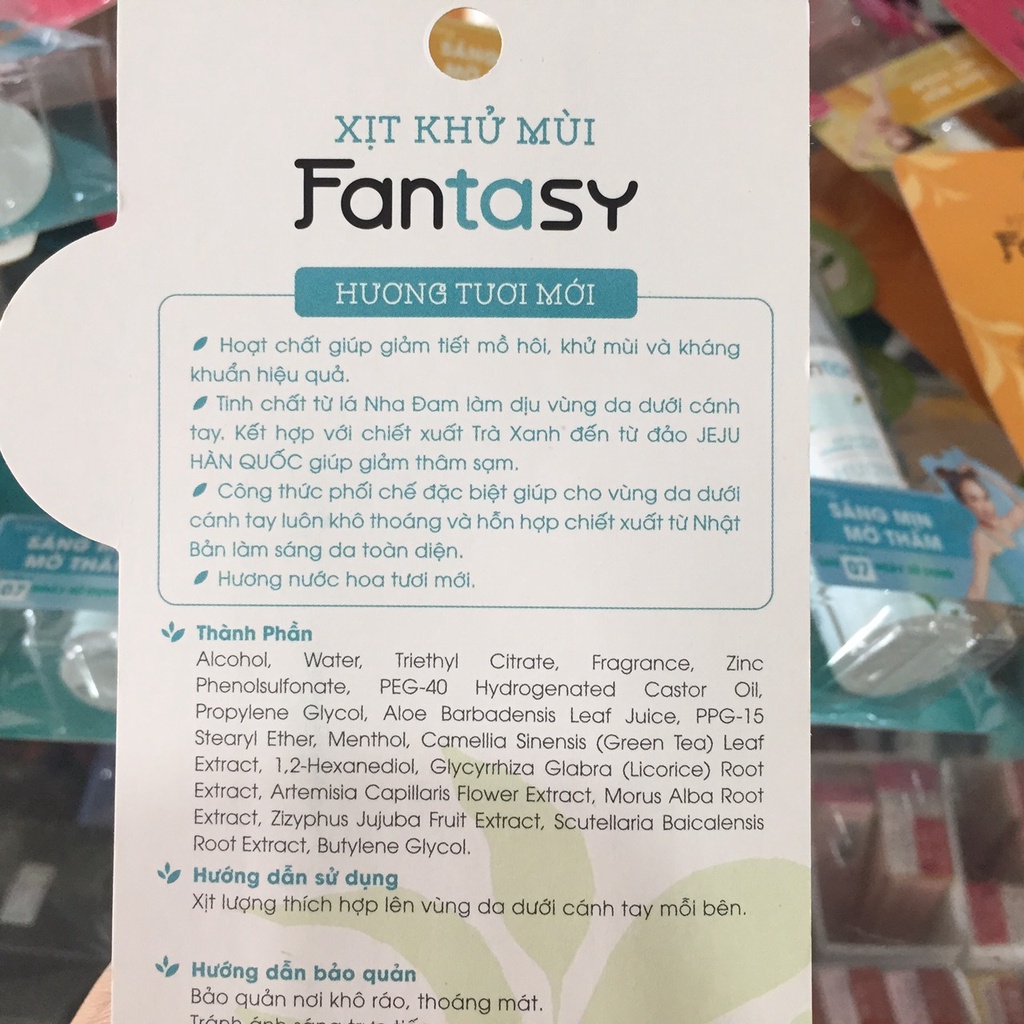 XỊT KHỬ MÙI
Fantasy
HƯƠNG TƯƠI MỚI
Hoạt chất giúp giảm tiết mồ hôi, khử mùi và kháng
khuẩn hiệu quả.
Tinh chất từ lá Nha Đam làm dịu vùng da dưới cánh
tay. Kết hợp với chiết xuất Trà Xanh đến từ đảo JEJU
HÀN QUỐC giúp giảm thâm sạm.
Công thức phối chế đặc biệt giúp cho vùng da dưới
cánh tay luôn khô thoáng và hỗn hợp chiết xuất từ Nhật
Bản làm sáng da toàn diện.
Hương nước hoa tươi mới.
Thành Phần
Alcohol, Water, Triethyl Citrate, Fragrance, Zinc
Phenolsulfonate, PEG-40 Hydrogenated Castor Oil,
Propylene Glycol, Aloe Barbadensis Leaf Juice, PPG-15
Stearyl Ether, Menthol, Camellia Sinensis (Green Tea) Leaf
Extract, 1,2-Hexanediol, Glycyrrhiza Glabra (Licorice) Root
Extract, Artemisia Capillaris Flower Extract, Morus Alba Root
Extract, Zizyphus Jujuba Fruit Extract, Scutellaria Baicalensis
Root Extract, Butylene Glycol.
Hướng dẫn sử dụng
Xịt lượng thích hợp lên vùng da dưới cánh tay mỗi bên.
Hướng dẫn bảo quản
Bảo quản nơi khô ráo, thoáng mát.
SÁNG MỊN
MỜ THÂM
07